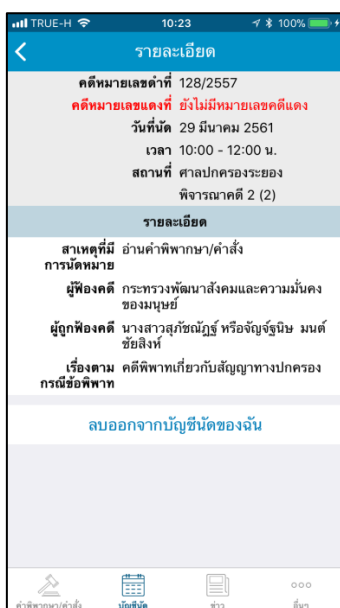 TRUE-H 10:23 100%
รายละเอียด
คดีหมายเลขดำที่ 128/2557
คดีหมายเลขแดงที่ ยังไม่มีหมายเลขคดีแดง
วันที่นัด 29 มีนาคม 2561
เวลา 10:00 - 12:00 น.
สถานที่ ศาลปกครองระยอง
พิจารณาคดี 2 (2)
รายละเอียด
สาเหตุที่มี อ่านคำพิพากษา/คำสั่ง
การนัดหมาย
ผู้ฟ้องคดี กระทรวงพัฒนาสังคมและความมั่นคง
ของมนุษย์
ผู้ถูกฟ้องคดี นางสาวสุภัชณัฏฐ์ หรือจัญจ์ฐนิษ มนต์
ชัยสิงห์
เรื่องตาม คดีพิพาทเกี่ยวกับสัญญาทางปกครอง
กรณีข้อพิพาท
ลบออกจากบัญชีนัดของฉัน
คำพิพากษา/คำสั่ง บัญชีนัด ข่าว อื่นๆ